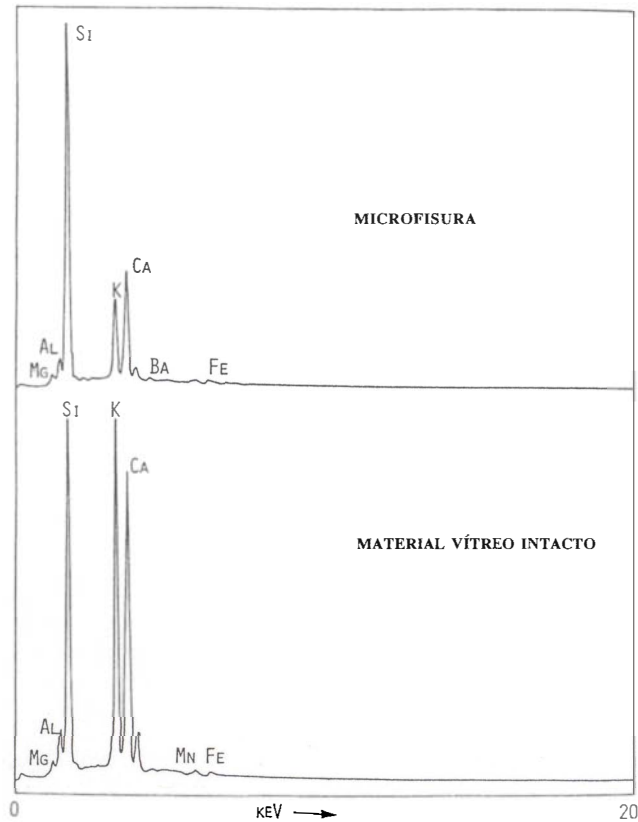 Si
MICROFISURA
Ca
K
Al
Mg
Ba
Fe
Si
K
Ca
MATERIAL VÍTREO INTACTO
Al
Mg
Mn
Fe
0
keV
20